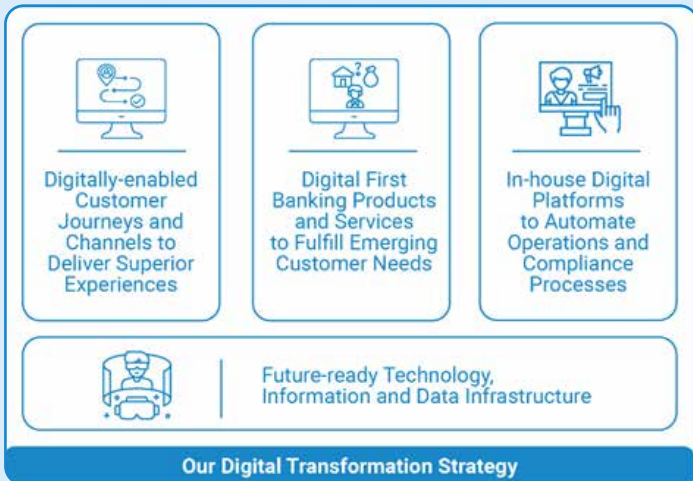 Digitally-enabled
Customer
Journeys and
Channels to
Deliver Superior
Experiences
Digital First
Banking Products
and Services
to Fulfill Emerging
Customer Needs
In-house Digital
Platforms
to Automate
Operations and
Compliance
Processes
Future-ready Technology,
Information and Data Infrastructure
Our Digital Transformation Strategy